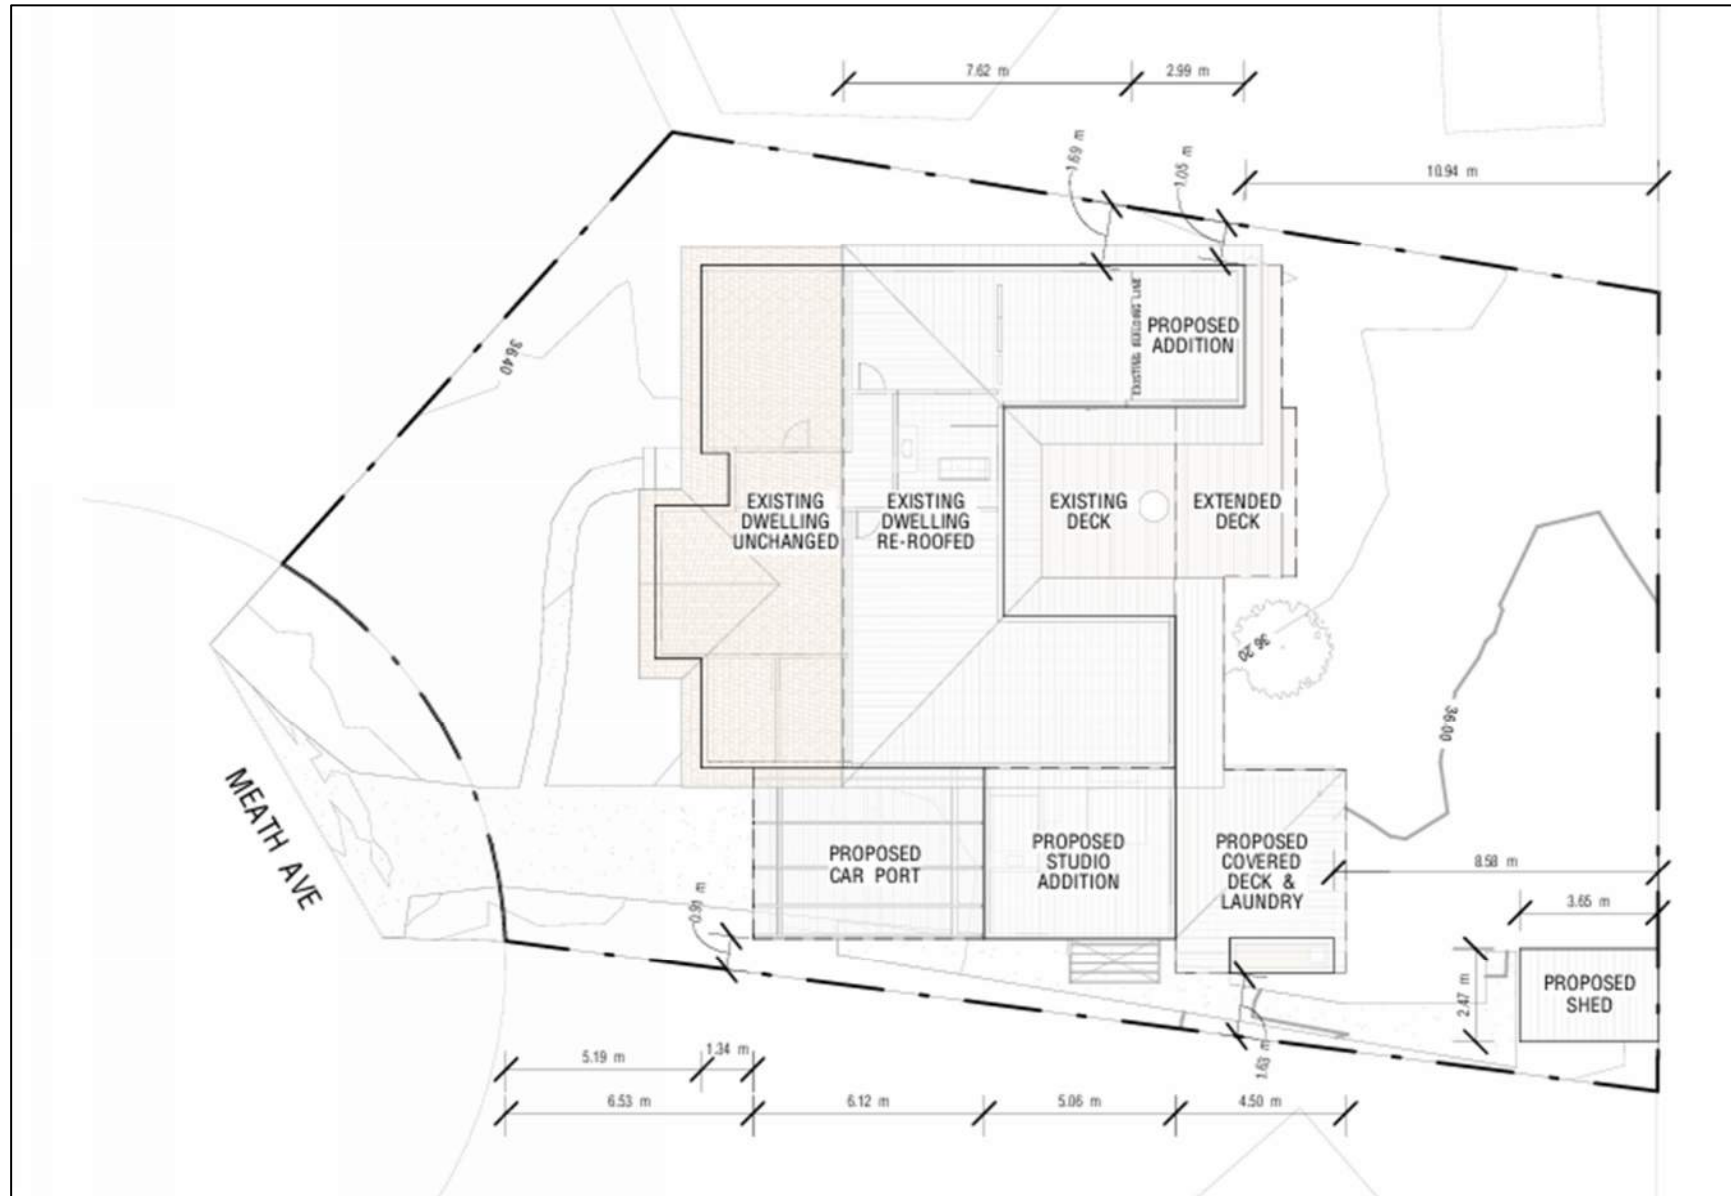 7.62 m
2.99 m
1.69 m
1.05 m
10.94 m
36.40
PROPOSED
ADDITION
EXISTING
DWELLING
UNCHANGED
EXISTING
DWELLING
RE-ROOFED
EXISTING
DECK
EXTENDED
DECK
36.20
36.00
MEATH AVE
PROPOSED
CAR PORT
PROPOSED
STUDIO
ADDITION
PROPOSED
COVERED
DECK &
LAUNDRY
8.58 m
3.65 m
0.91 m
2.47 m
PROPOSED
SHED
1.63 m
5.19 m
1.34 m
6.53 m
6.12 m
5.06 m
4.50 m